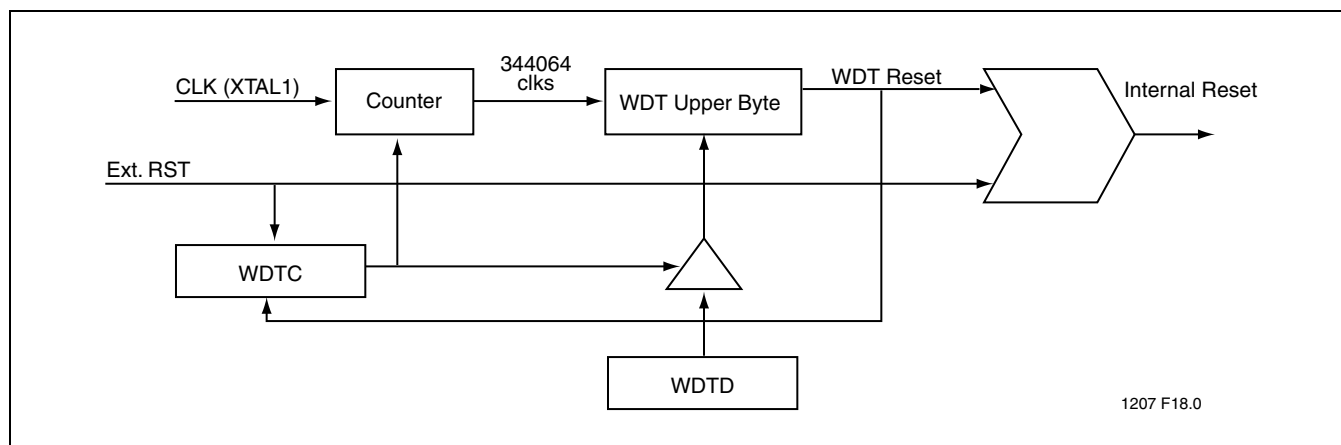 344064
clks
WDT Reset
CLK (XTAL1)
Counter
WDT Upper Byte
Internal Reset
Ext. RST
WDTC
WDTD
1207 F18.0